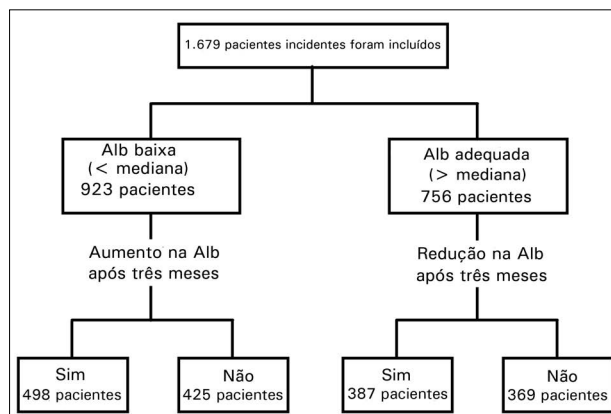 1.679 pacientes incidentes foram incluídos
Alb baixa
(< mediana)
923 pacientes
Alb adequada
(> mediana)
756 pacientes
Aumento na Alb
após três meses
Redução na Alb
após três meses
Sim
498 pacientes
Não
425 pacientes
Sim
387 pacientes
Não
369 pacientes